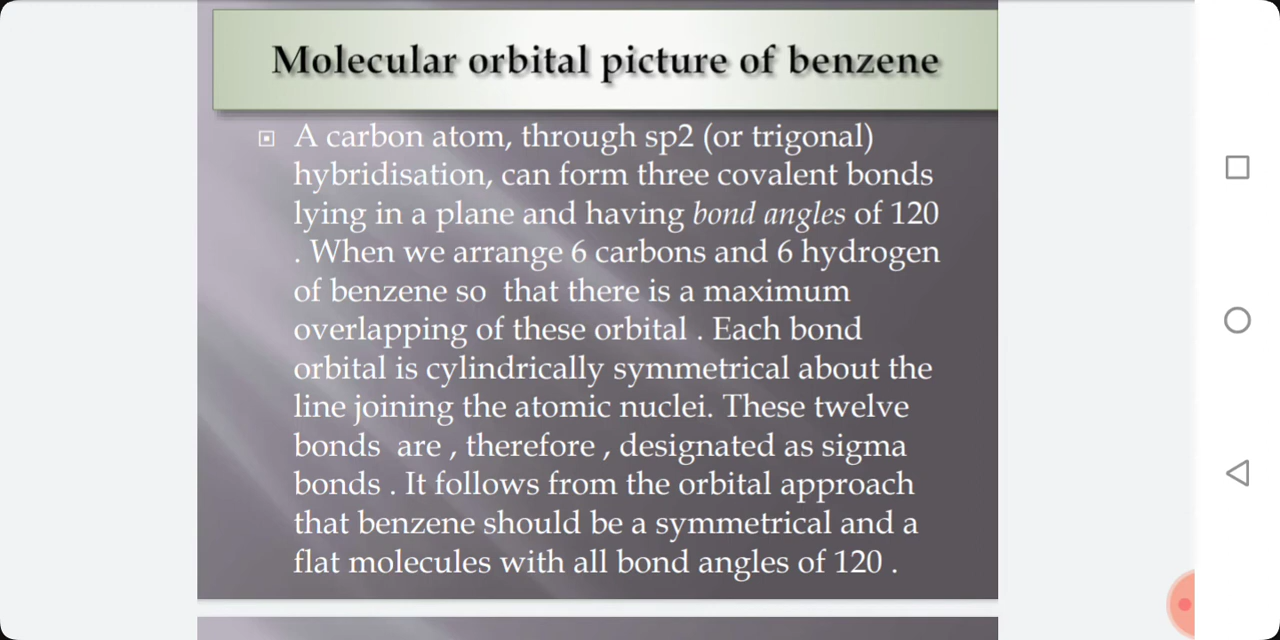 Molecular orbital picture of benzene
A carbon atom, through sp2 (or trigonal)
hybridisation, can form three covalent bonds
lying in a plane and having bond angles of 120
. When we arrange 6 carbons and 6 hydrogen
of benzene so  that there is a maximum
overlapping of these orbital . Each bond
orbital is cylindrically symmetrical about the
line joining the atomic nuclei. These twelve
bonds  are , therefore , designated as sigma
bonds . It follows from the orbital approach
that benzene should be a symmetrical and a
flat molecules with all bond angles of 120 .